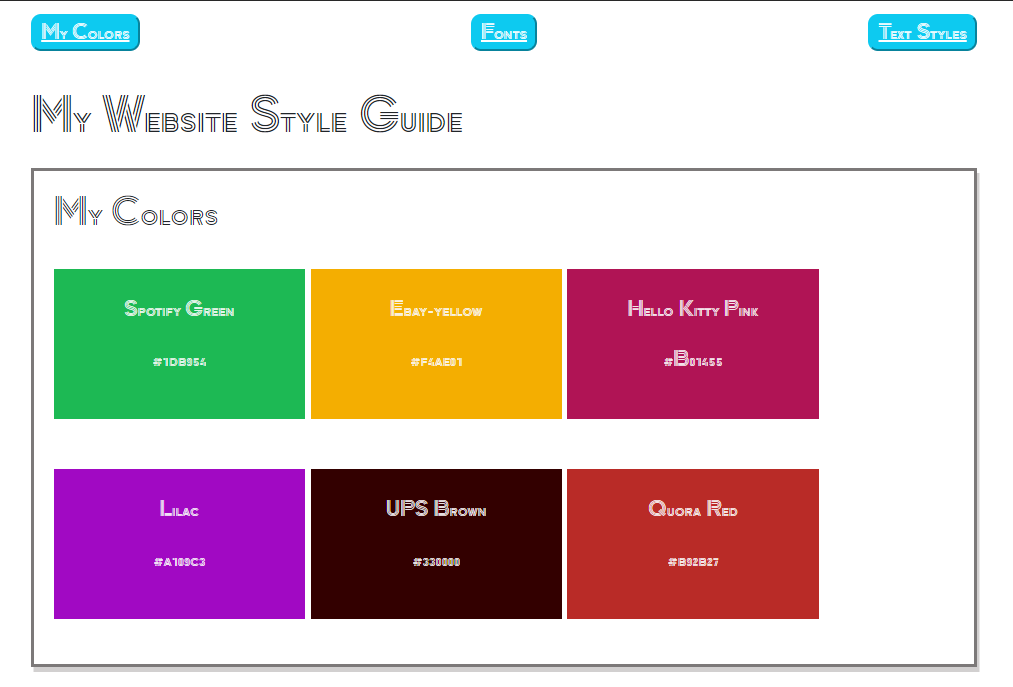 My Colors Fonts Text Styles
My Website Style Guide
My Colors
Spotify Green Ebay-yellow Hello Kitty Pink
#1DB954 #F4AE01 #B01455
Lilac UPS Brown Quora Red
#A109C3 #330000 #B92B27